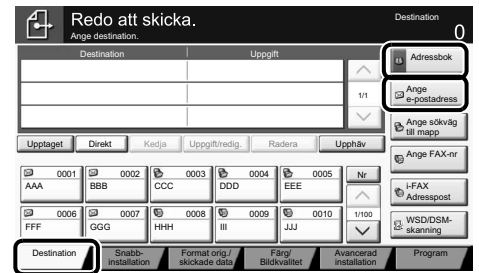 Redo att skicka.
Ange destination.
Destination
0
Destination
Uppgift
1/1
Adressbok
Ange
e-postadress
Ange sökväg
till mapp
Ange FAX-nr
i-FAX
Adresspost
WSD/DSM-
skanning
Upptaget
Direkt
Kedja
Uppgift/redig.
Radera
Upphäv
0001
AAA
0002
BBB
0003
CCC
0004
DDD
0005
EEE
Nr
0006
FFF
0007
GGG
0008
HHH
0009
III
0010
JJJ
1/100
Destination
Snabb-
installation
Format orig./
skickade data
Färg/
Bildkvalitet
Avancerad
installation
Program